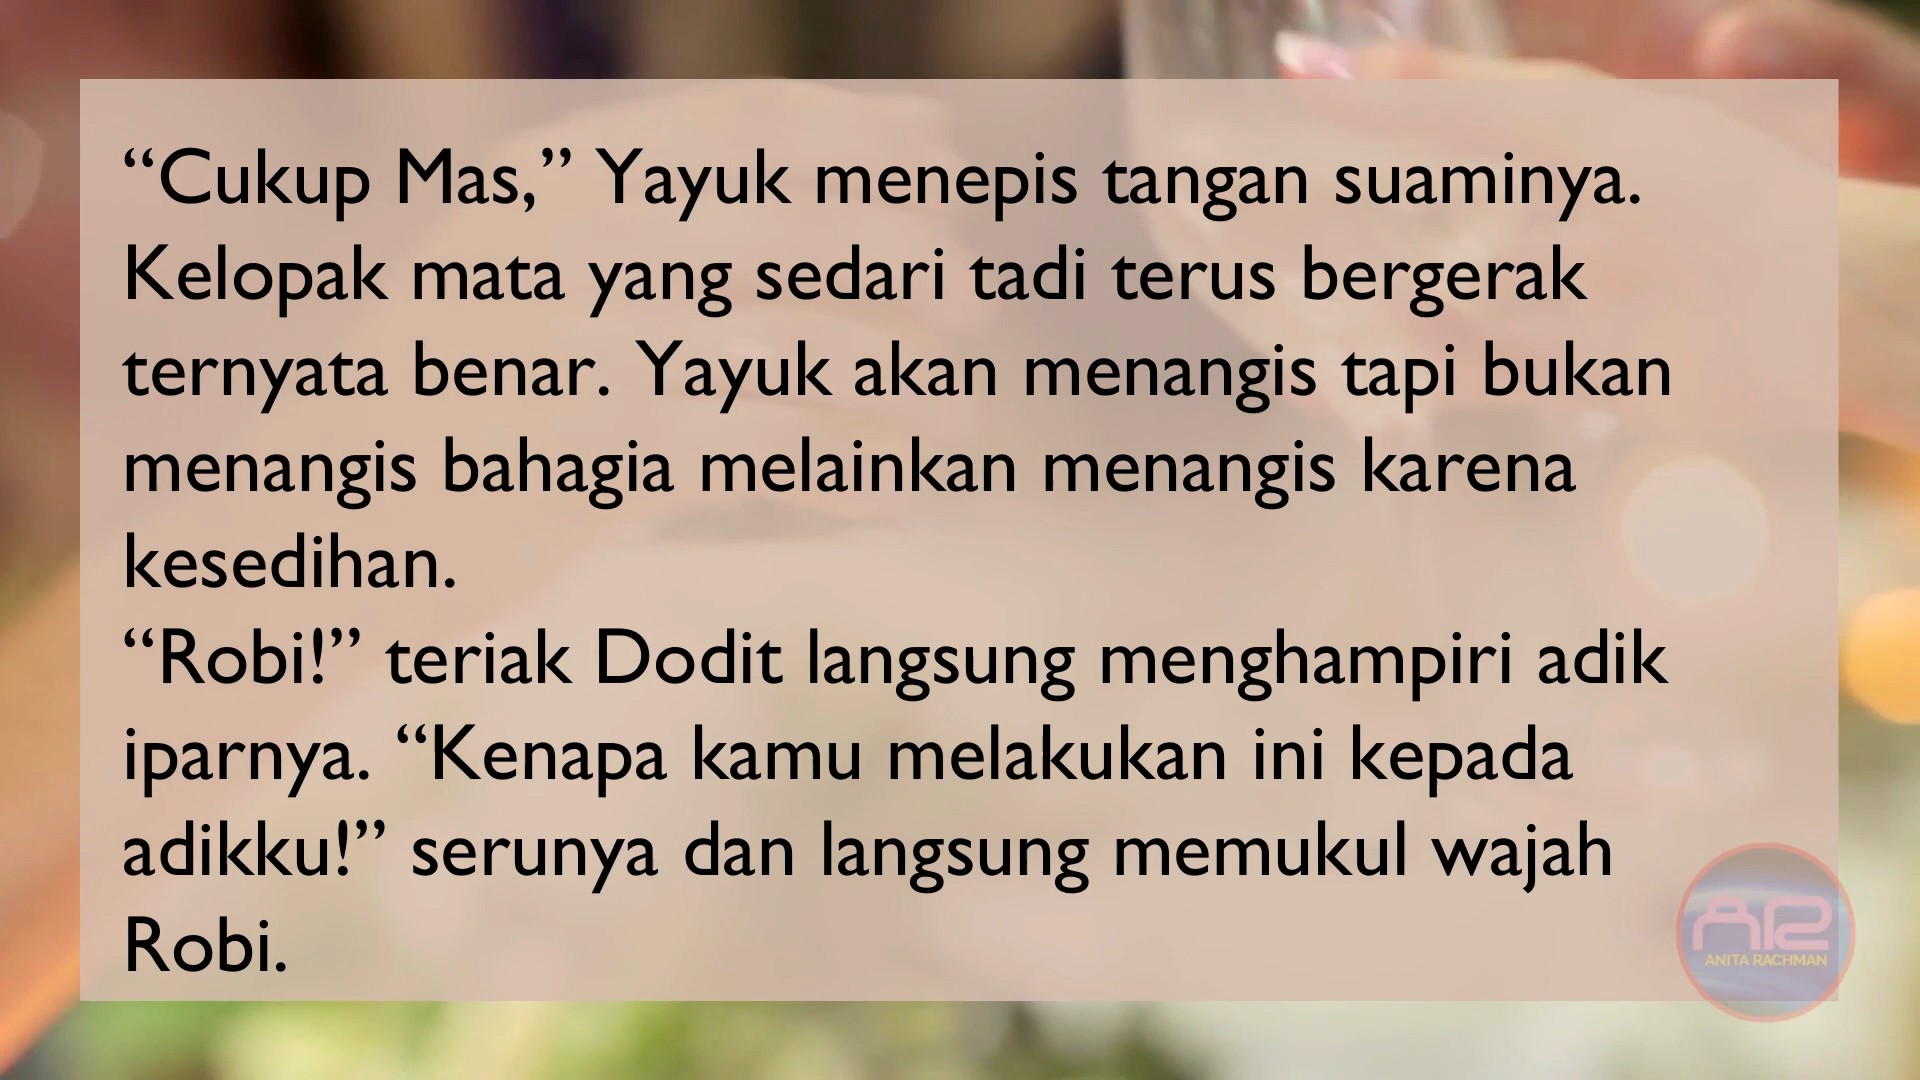 “Cukup Mas,” Yayuk menepis tangan suaminya.
Kelopak mata yang sedari tadi terus bergerak
ternyata benar. Yayuk akan menangis tapi bukan
menangis bahagia melainkan menangis karena
kesedihan.
“Robi!” teriak Dodit langsung menghampiri adik
iparnya. “Kenapa kamu melakukan ini kepada
adikku!” serunya dan langsung memukul wajah
Robi.
AR
ANITA RACHMAN